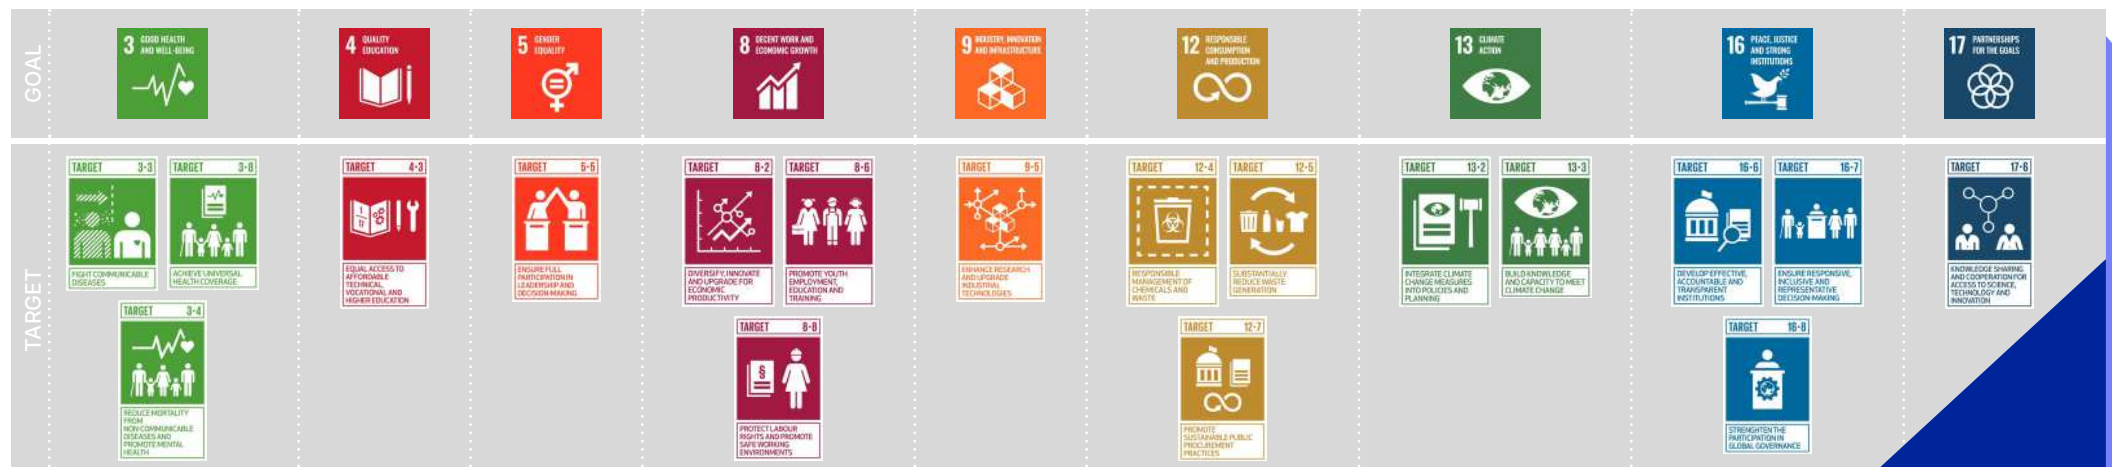 GOAL
3 GOOD HEALTH
AND WELL-BEING
4 QUALITY
EDUCATION
5 GENDER
EQUALITY
8 DECENT WORK AND
ECONOMIC GROWTH
9 INDUSTRY, INNOVATION
AND INFRASTRUCTURE
12 RESPONSIBLE
CONSUMPTION
AND PRODUCTION
13 CLIMATE
ACTION
16 PEACE, JUSTICE
AND STRONG
INSTITUTIONS
17 PARTNERSHIPS
FOR THE GOALS
TARGET
TARGET 3·3
FIGHT COMMUNICABLE
DISEASES
TARGET 3·8
ACHIEVE UNIVERSAL
HEALTH COVERAGE
TARGET 3·4
REDUCE MORTALITY
FROM
NON-COMMUNICABLE
DISEASES AND
PROMOTE MENTAL
HEALTH
TARGET 4·3
EQUAL ACCESS TO
AFFORDABLE
TECHNICAL,
VOCATIONAL AND
HIGHER EDUCATION
TARGET 5·5
ENSURE FULL
PARTICIPATION IN
LEADERSHIP AND
DECISION-MAKING
TARGET 8·2
DIVERSIFY, INNOVATE
AND UPGRADE FOR
ECONOMIC
PRODUCTIVITY
TARGET 8·6
PROMOTE YOUTH
EMPLOYMENT,
EDUCATION AND
TRAINING
TARGET 8·8
§
PROTECT LABOUR
RIGHTS AND PROMOTE
SAFE WORKING
ENVIRONMENTS
TARGET 9·5
ENHANCE RESEARCH
AND UPGRADE
INDUSTRIAL
TECHNOLOGIES
TARGET 12·4
RESPONSIBLE
MANAGEMENT OF
CHEMICALS AND
WASTE
TARGET 12·5
SUBSTANTIALLY
REDUCE WASTE
GENERATION
TARGET 12·7
PROMOTE
SUSTAINABLE PUBLIC
PROCUREMENT
PRACTICES
TARGET 13·2
INTEGRATE CLIMATE
CHANGE MEASURES
INTO POLICIES AND
PLANNING
TARGET 13·3
BUILD KNOWLEDGE
AND CAPACITY TO MEET
CLIMATE CHANGE
TARGET 16·6
DEVELOP EFFECTIVE,
ACCOUNTABLE AND
TRANSPARENT
INSTITUTIONS
TARGET 16·7
ENSURE RESPONSIVE,
INCLUSIVE AND
REPRESENTATIVE
DECISION-MAKING
TARGET 16·8
STRENGHTEN THE
PARTICIPATION IN
GLOBAL GOVERNANCE
TARGET 17·6
KNOWLEDGE SHARING
AND COOPERATION FOR
ACCESS TO SCIENCE,
TECHNOLOGY AND
INNOVATION